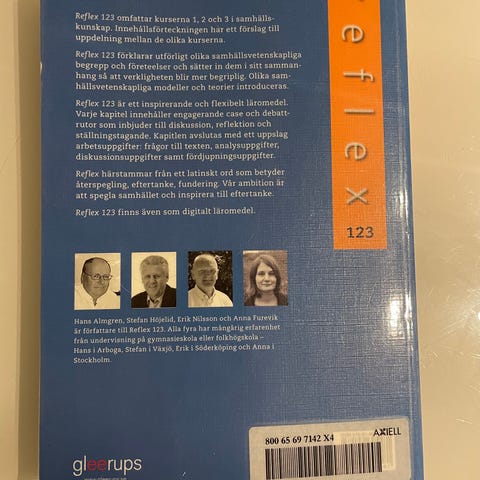 Reflex 123 omfattar kurserna 1, 2 och 3 i samhälls-
kunskap. Innehållsförteckningen har ett förslag till
uppdelning mellan de olika kurserna.
Reflex 123 förklarar utförligt olika samhällsvetenskapliga
begrepp och företeelser och sätter in dem i sitt samman-
hang så att verkligheten blir mer begriplig. Olika sam-
hällsvetenskapliga modeller och teorier introduceras.
Reflex 123 är ett inspirerande och flexibelt läromedel.
Varje kapitel innehåller engagerande case och debatt-
rutor som inbjuder till diskussion, reflektion och
ställningstagande. Kapitlen avslutas med ett uppslag
arbetsuppgifter: frågor till texten, analysuppgifter,
diskussionsuppgifter samt fördjupningsuppgifter.
Reflex härstammar från ett latinskt ord som betyder
återspegling, eftertanke, fundering. Vår ambition är
att spegla samhället och inspirera till eftertanke.
Reflex 123 finns även som digitalt läromedel.
reflex
123
Hans Almgren, Stefan Höjelid, Erik Nilsson och Anna Furevik
är författare till Reflex 123. Alla fyra har mångårig erfarenhet
från undervisning på gymnasieskola eller folkhögskola –
Hans i Arboga, Stefan i Växjö, Erik i Söderköping och Anna i
Stockholm.
800 65 69 7142 X4
AXIELL
gleerups